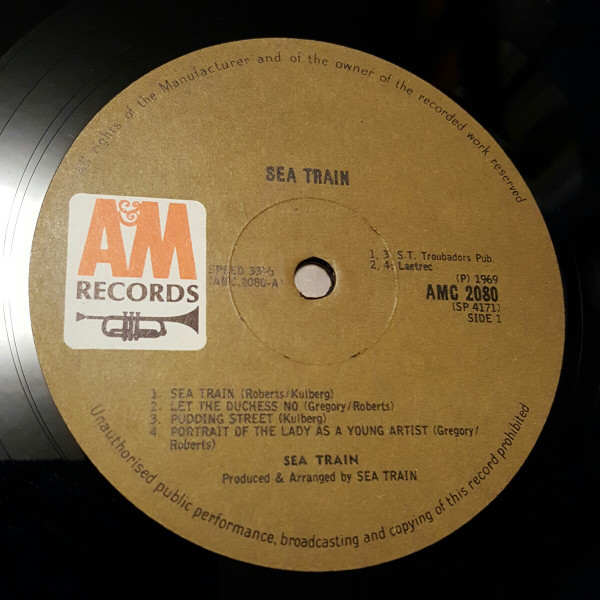 All rights of the Manufacturer and of the owner of the recorded work reserved
SEA TRAIN
A&M
RECORDS
SPEED 33⅓
(AMC.2080-A)
1, 3 S.T. Troubadors Pub.
2, 4: Laetrec
(P) 1969
AMC 2080
(SP 4171)
SIDE 1
1. SEA TRAIN (Roberts/Kulberg)
2. LET THE DUCHESS NO (Gregory/Roberts)
3. PUDDING STREET (Kulberg)
4. PORTRAIT OF THE LADY AS A YOUNG ARTIST (Gregory/
Roberts)
SEA TRAIN
Produced & Arranged by SEA TRAIN
Unauthorised public performance, broadcasting and copying of this record prohibited